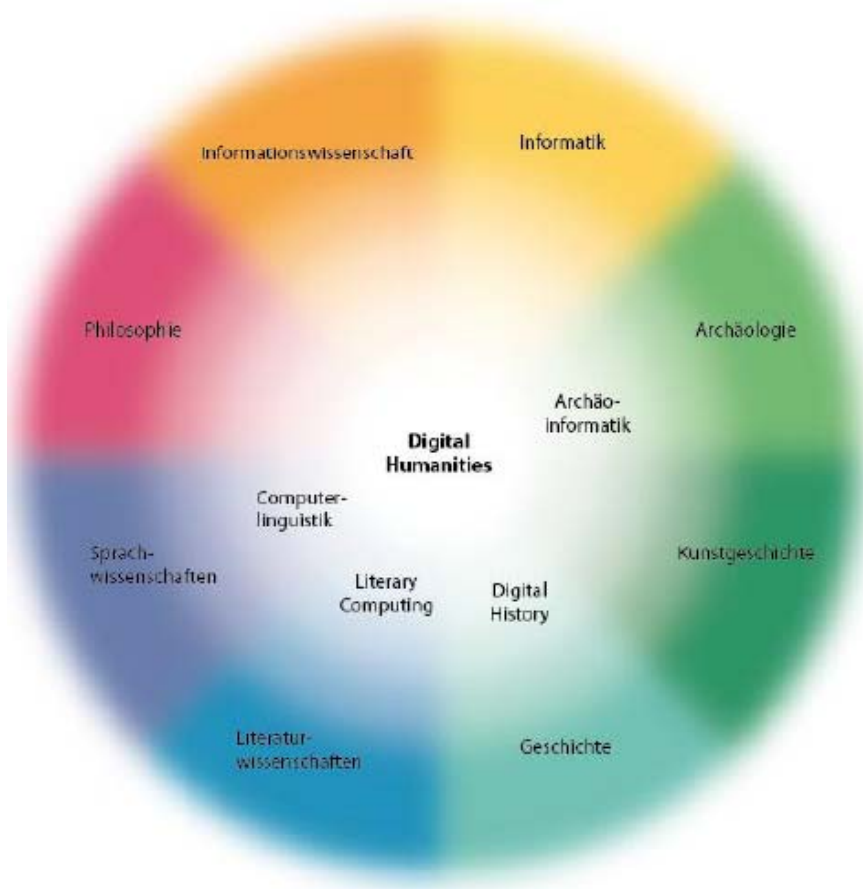 Informationswissenschaft
Informatik
Philosophie
Archäologie
Archäo-
informatik
Digital
Humanities
Computer-
linguistik
Sprach-
wissenschaften
Kunstgeschichte
Literary
Computing
Digital
History
Literatur-
wissenschaften
Geschichte